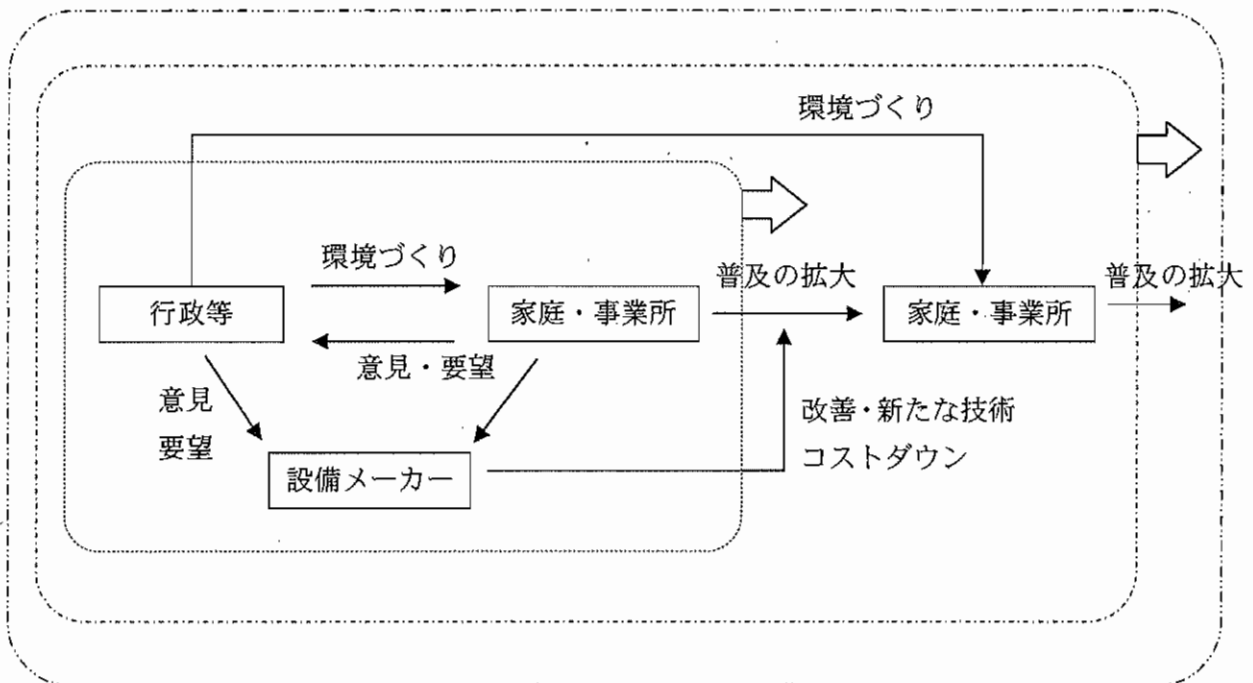 環境づくり
環境づくり
普及の拡大
普及の拡大
行政等
家庭・事業所
家庭・事業所
意見・要望
意見
要望
改善・新たな技術
コストダウン
設備メーカー